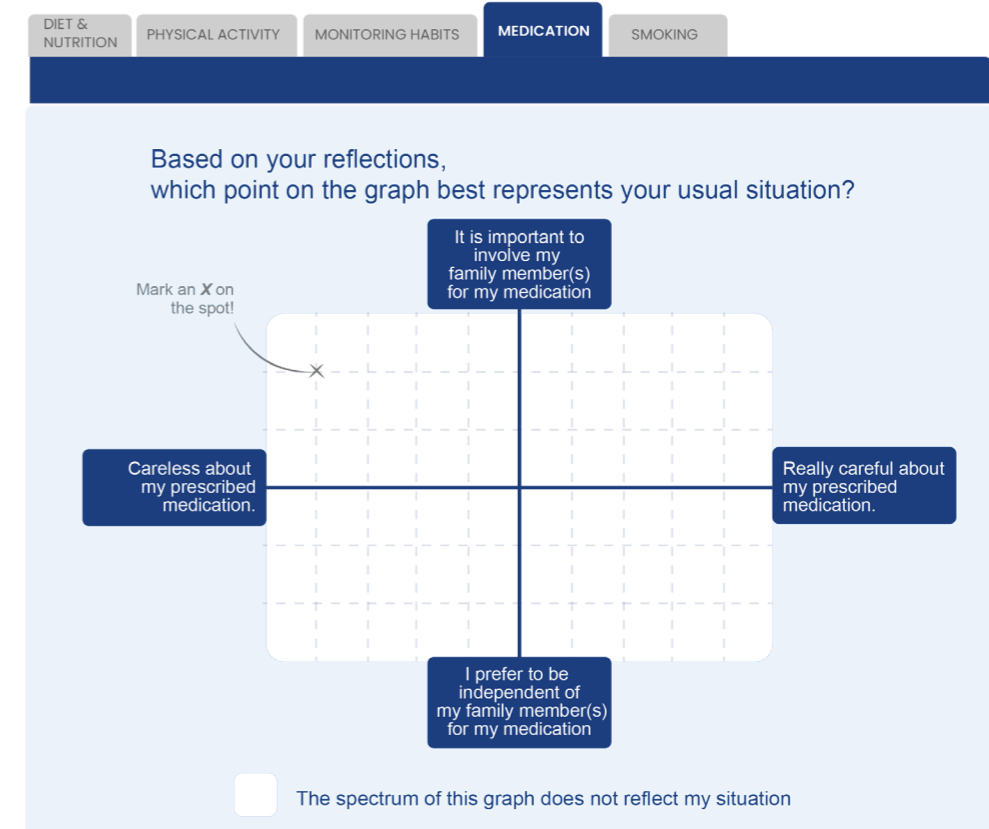 DIET &
NUTRITION
PHYSICAL ACTIVITY
MONITORING HABITS
MEDICATION
SMOKING
Based on your reflections,
which point on the graph best represents your usual situation?
It is important to
involve my
family member(s)
for my medication
Mark an X on
the spot!
Careless about
my prescribed
medication.
Really careful about
my prescribed
medication.
I prefer to be
independent of
my family member(s)
for my medication
The spectrum of this graph does not reflect my situation